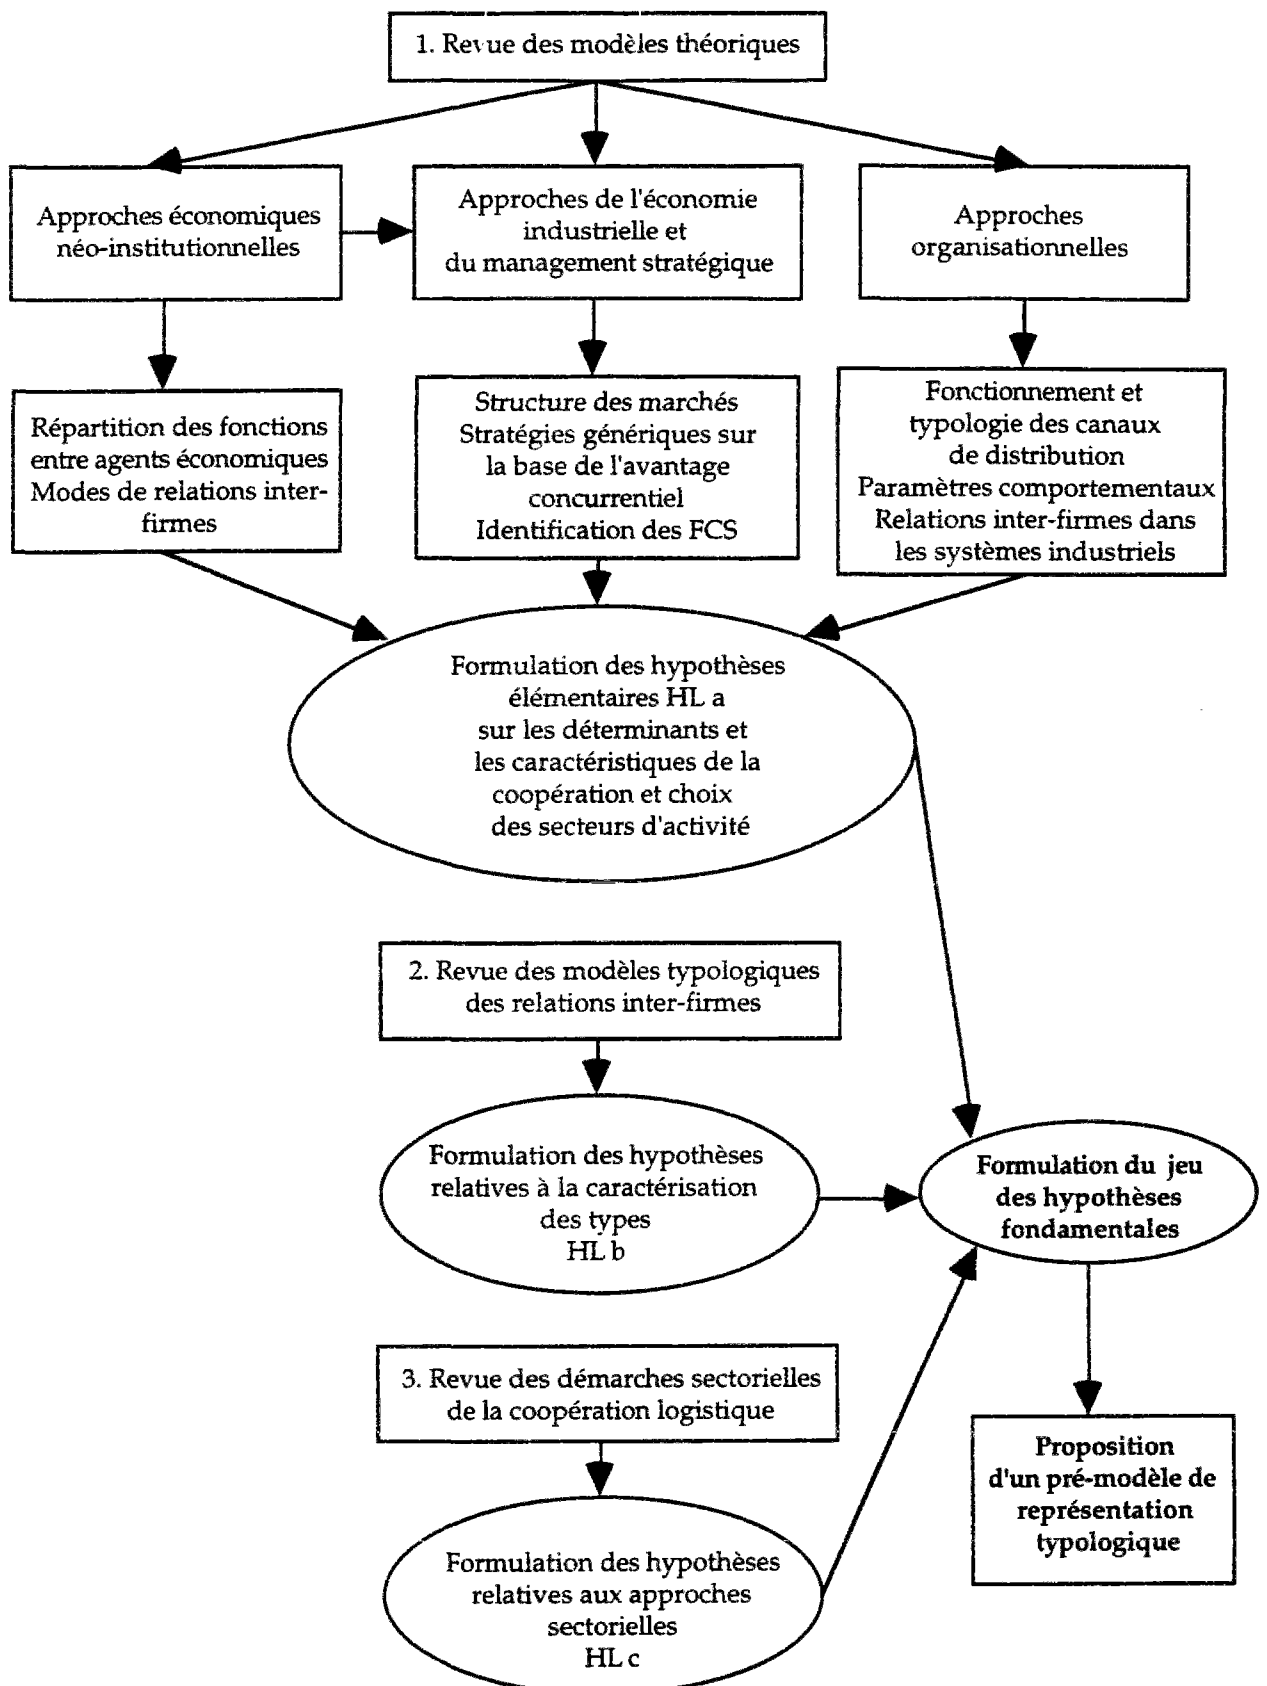 1. Revue des modèles théoriques
Approches économiques
néo-institutionnelles
Approches de l'économie
industrielle et
du management stratégique
Approches
organisationnelles
Répartition des fonctions
entre agents économiques
Modes de relations inter-
firmes
Structure des marchés
Stratégies génériques sur
la base de l'avantage
concurrentiel
Identification des FCS
Fonctionnement et
typologie des canaux
de distribution
Paramètres comportementaux
Relations inter-firmes dans
les systèmes industriels
Formulation des hypothèses
élémentaires HL a
sur les déterminants et
les caractéristiques de la
coopération et choix
des secteurs d'activité
2. Revue des modèles typologiques
des relations inter-firmes
Formulation des hypothèses
relatives à la caractérisation
des types
HL b
Formulation du jeu
des hypothèses
fondamentales
3. Revue des démarches sectorielles
de la coopération logistique
Proposition
d'un pré-modèle de
représentation
typologique
Formulation des hypothèses
relatives aux approches
sectorielles
HL c